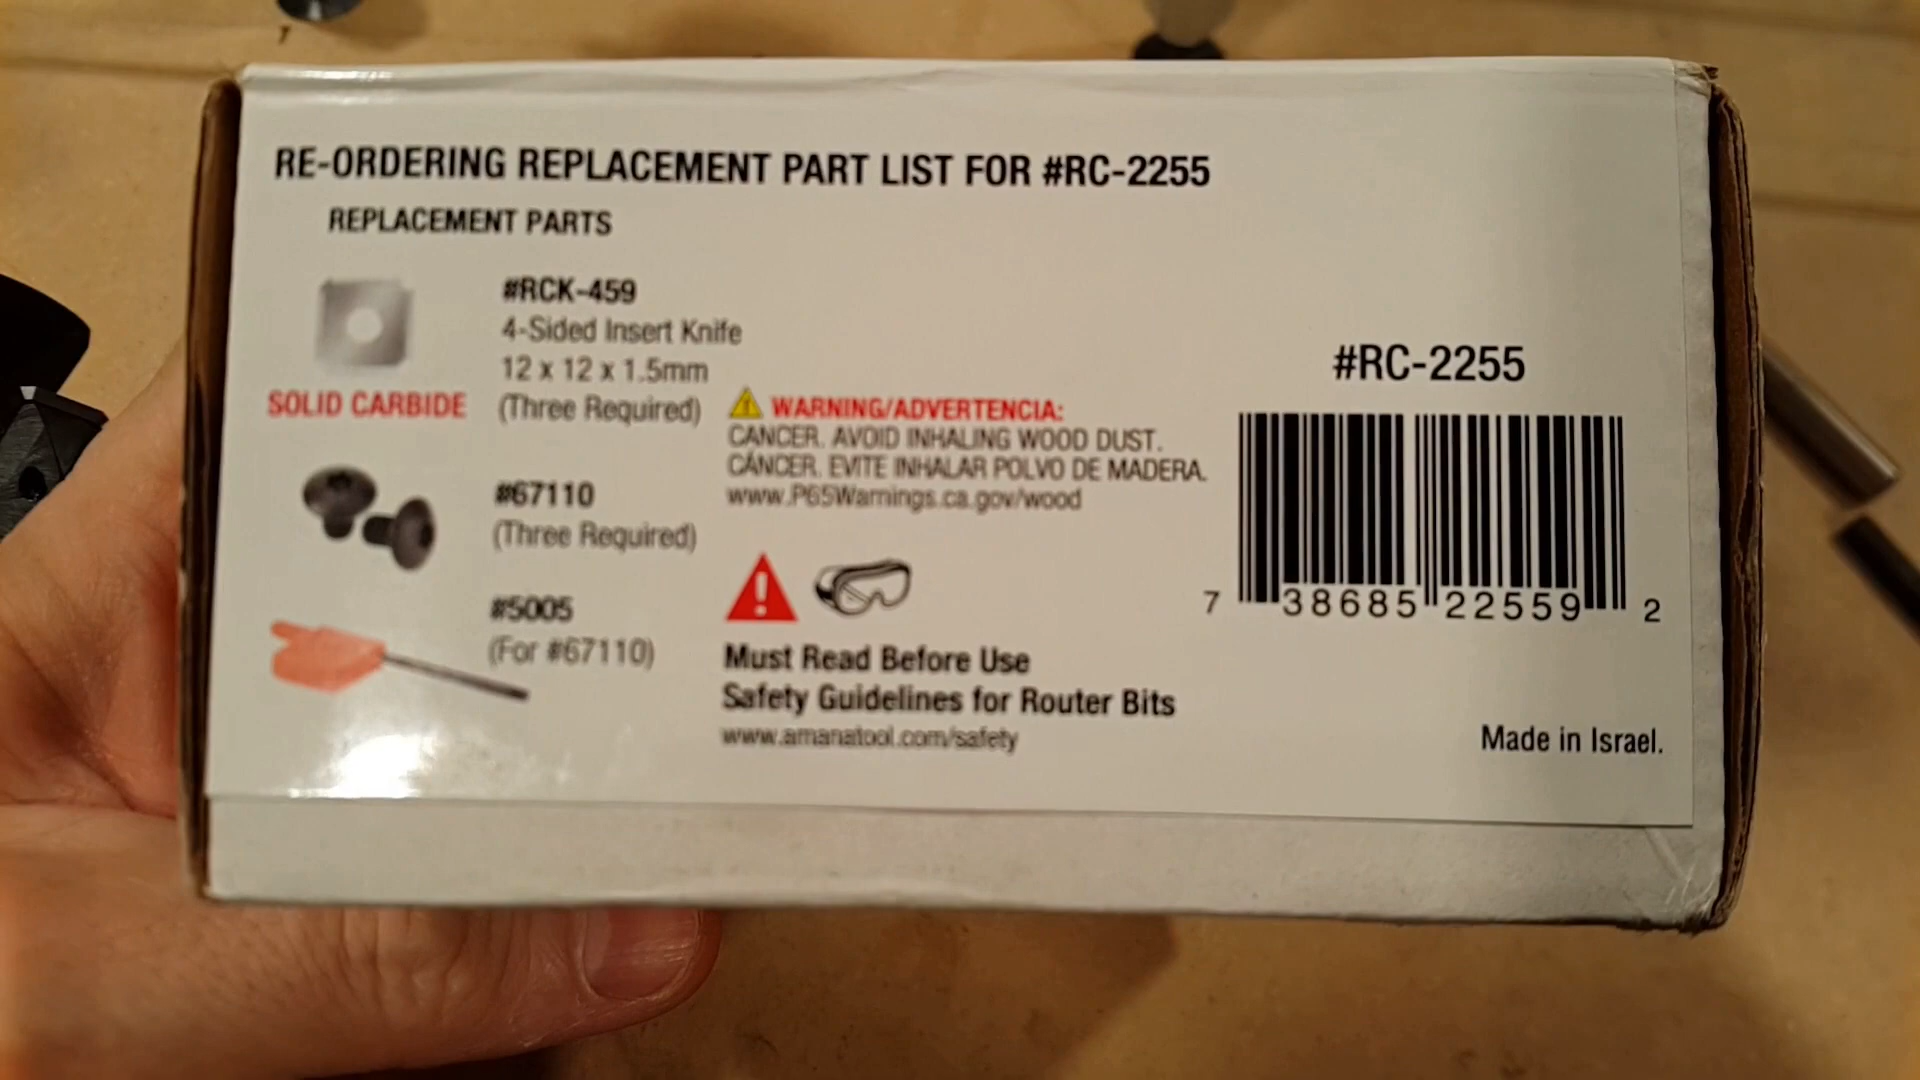 RE-ORDERING REPLACEMENT PART LIST FOR #RC-2255
REPLACEMENT PARTS
#RCK-459
4-Sided Insert Knife
12 x 12 x 1.5mm
(Three Required)
SOLID CARBIDE
#67110
(Three Required)
#5005
(For #67110)
WARNING/ADVERTENCIA:
CANCER. AVOID INHALING WOOD DUST.
CÁNCER. EVITE INHALAR POLVO DE MADERA.
www.P65Warnings.ca.gov/wood
Must Read Before Use
Safety Guidelines for Router Bits
www.amanatool.com/safety
#RC-2255
7 38685 22559 2
Made in Israel.